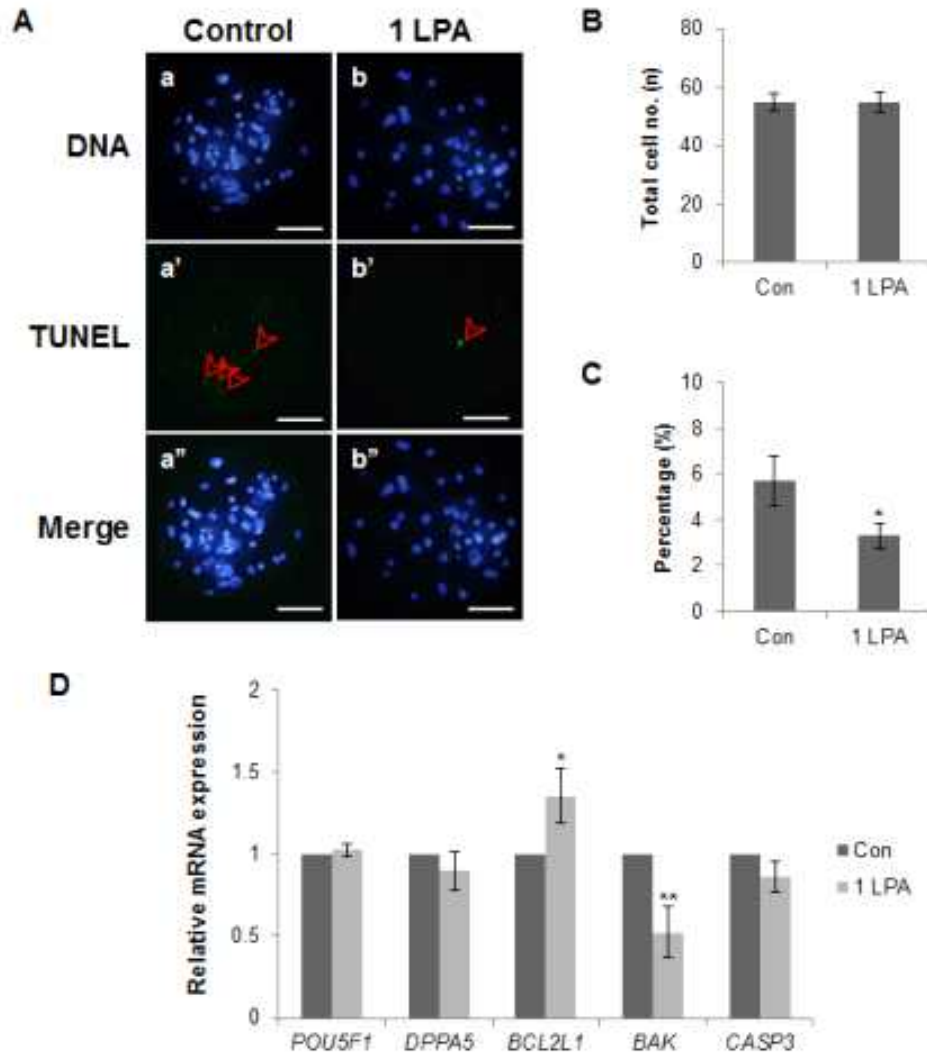 A
Control 1 LPA
DNA
a b
TUNEL
a' b'
Merge
a" b"
B
Total cell no. (n)
80
60
40
20
0
Con 1 LPA
C
Percentage (%)
10
8
6
4
2
0
*
Con 1 LPA
D
Relative mRNA expression
2
1.5
1
0.5
0
*
**
Con
1 LPA
POU5F1 DPPA5 BCL2L1 BAK CASP3